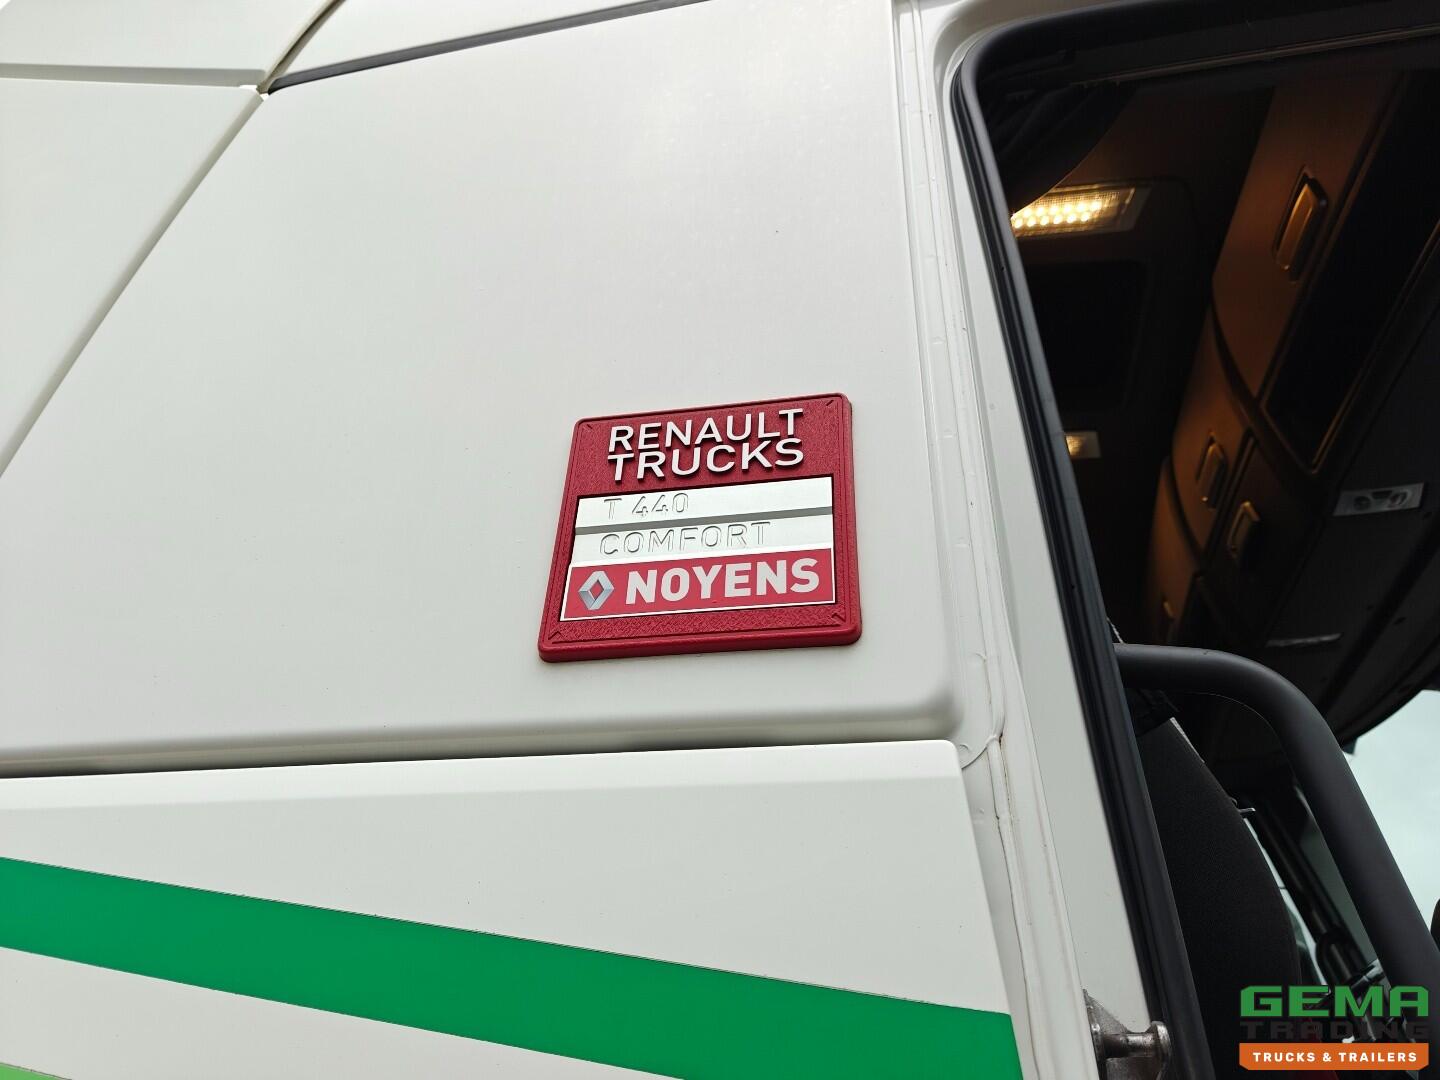 RENAULT
TRUCKS
T 440
COMFORT
NOYENS
GEMA
TRADING
TRUCKS & TRAILERS